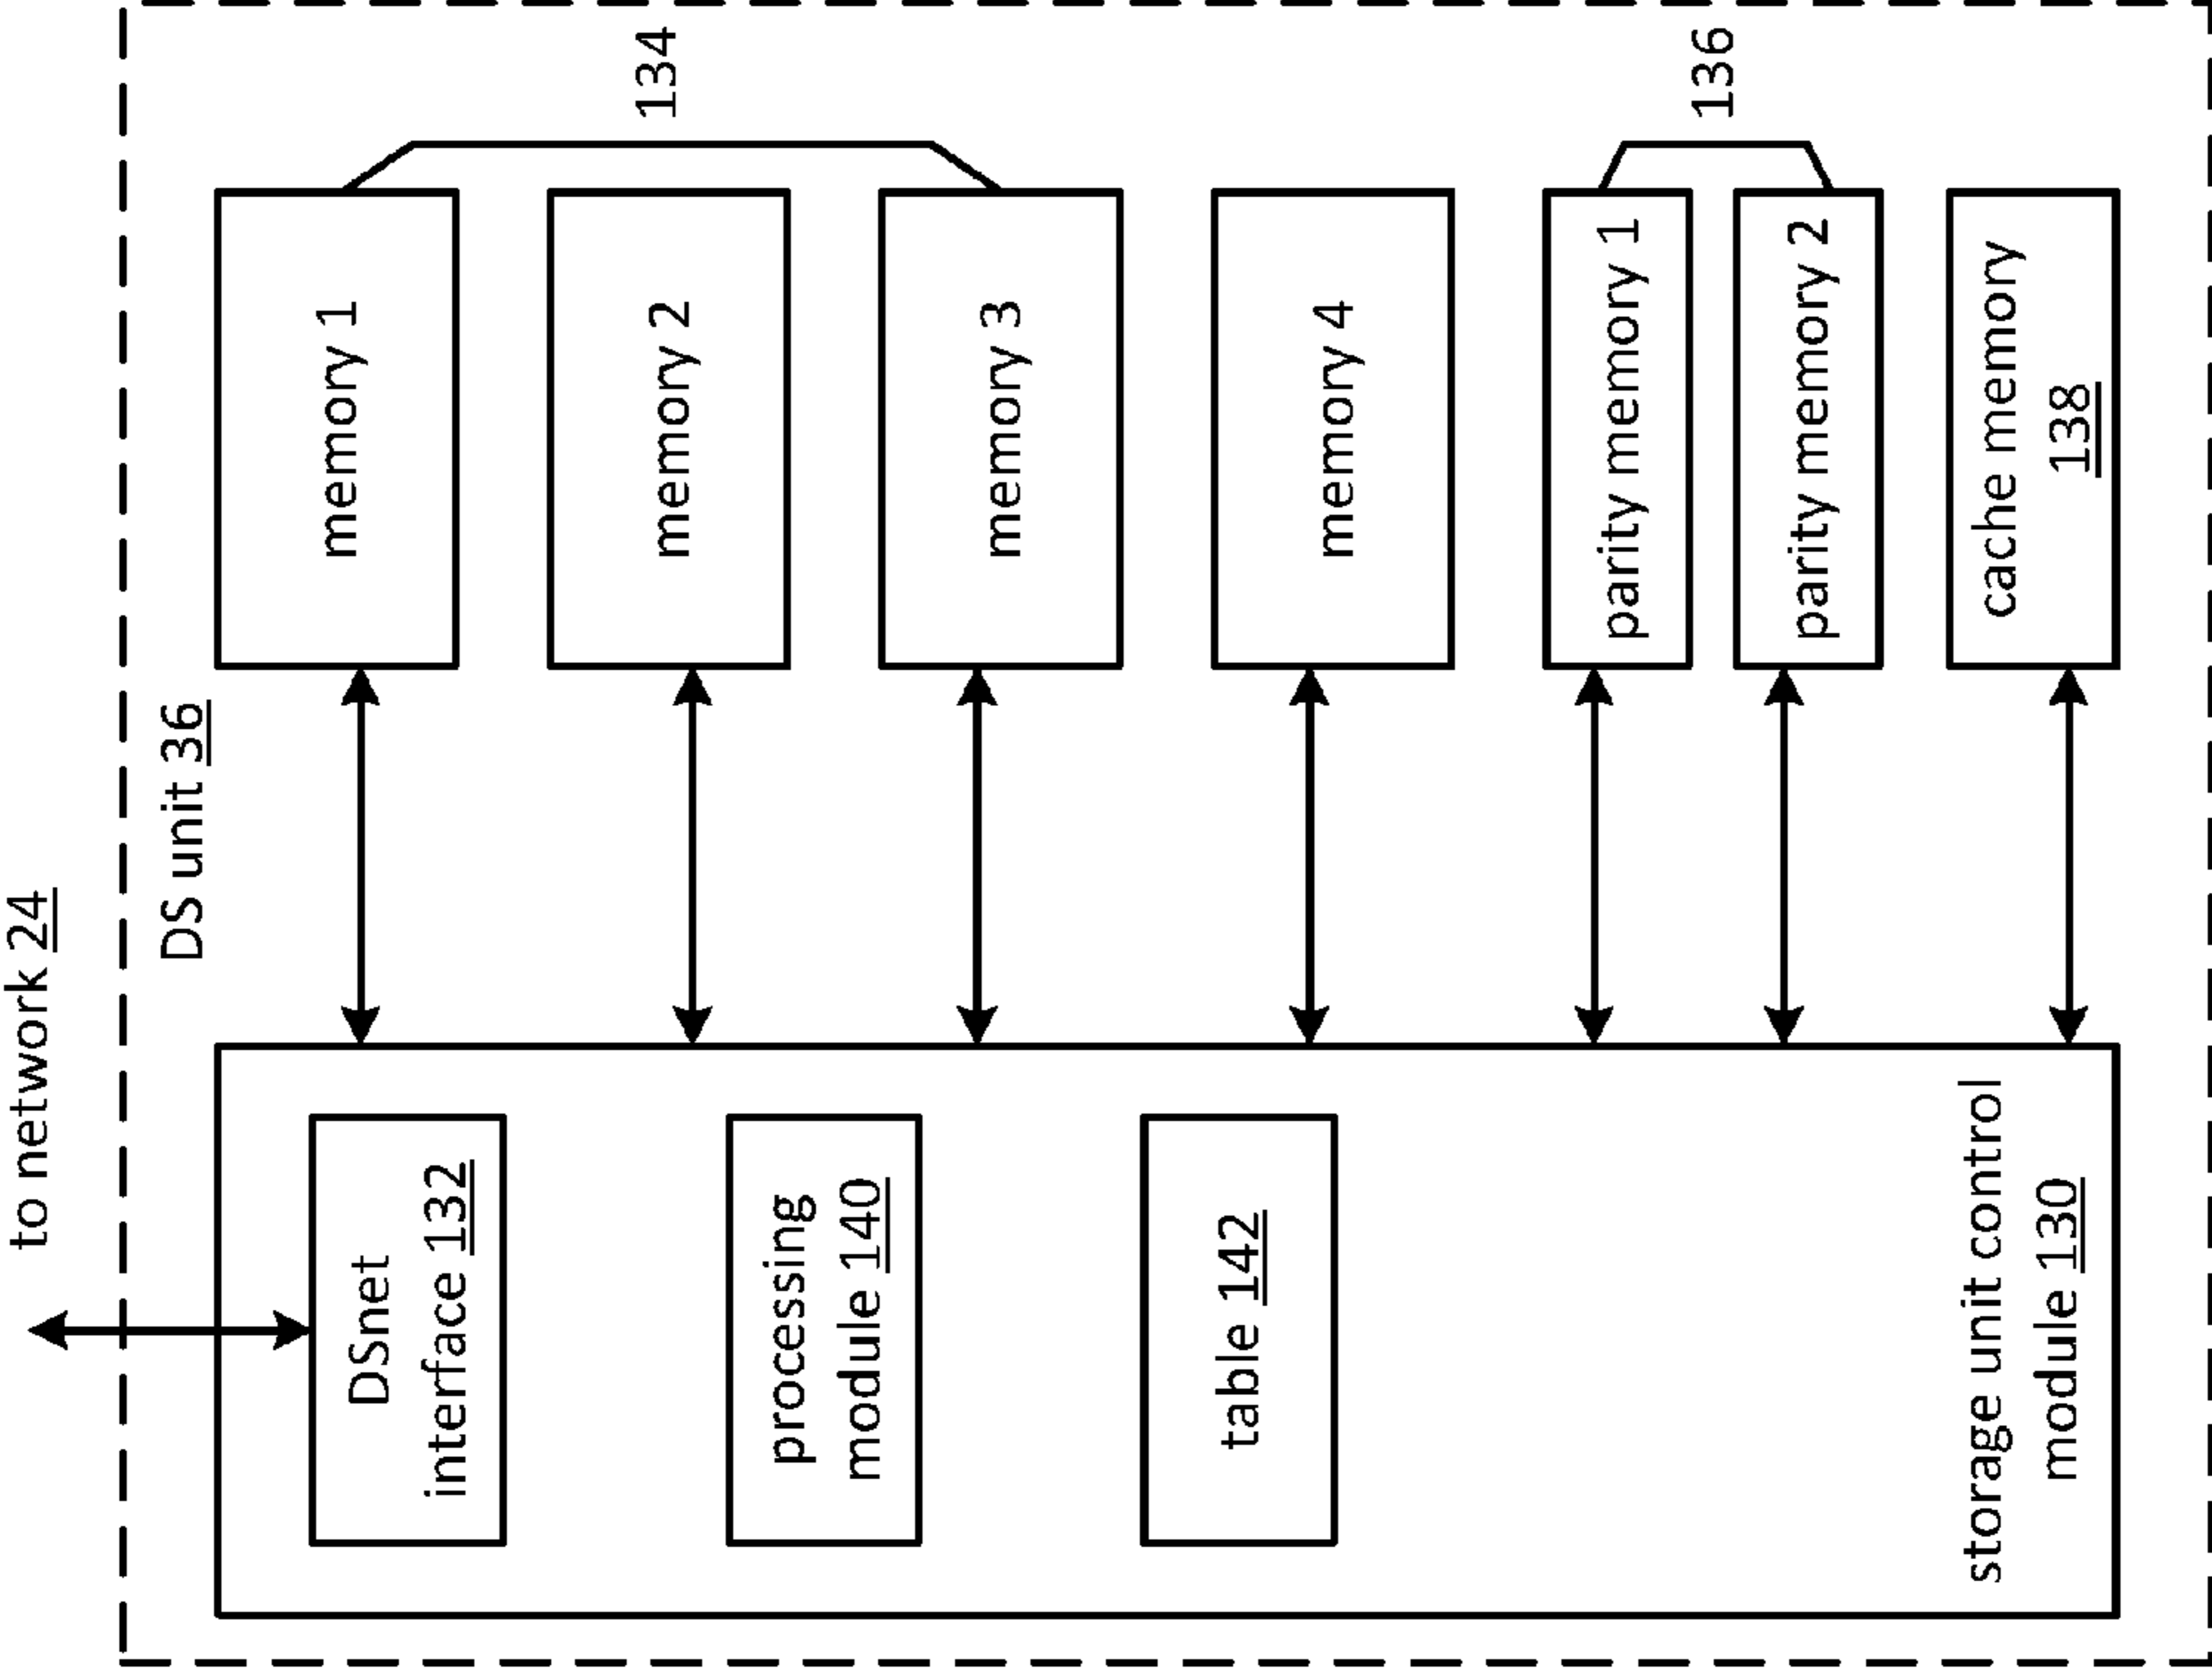 to network 24
DS unit 36
DSnet
interface 132
processing
module 140
table 142
storage unit control
module 130
memory 1
memory 2
memory 3
134
memory 4
parity memory 1
parity memory 2
136
cache memory
138